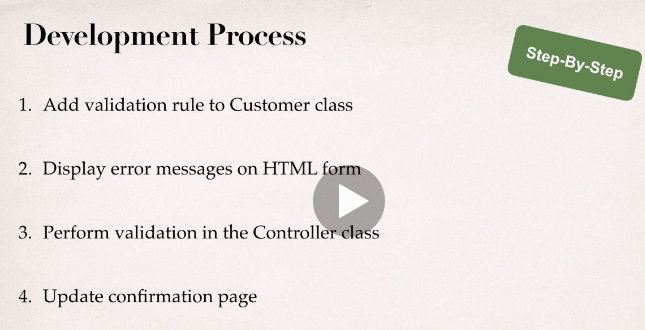 Development Process
Step-By-Step
1. Add validation rule to Customer class
2. Display error messages on HTML form
3. Perform validation in the Controller class
4. Update confirmation page